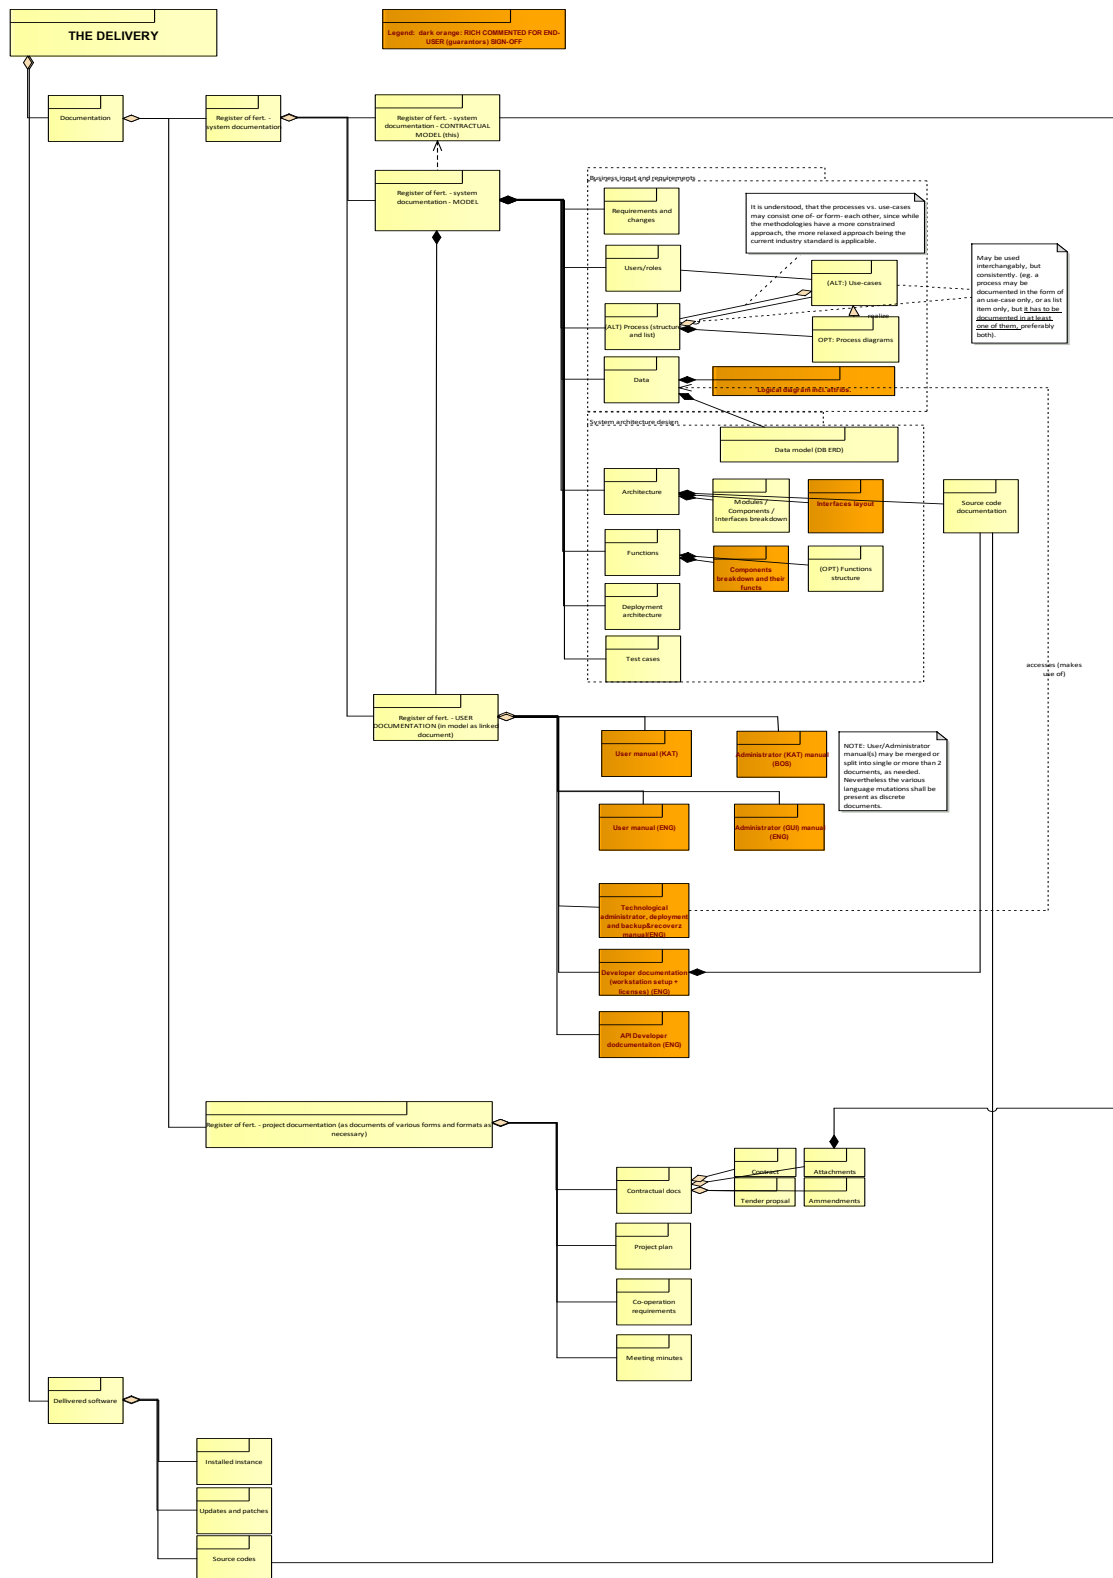 THE DELIVERY
Legend:  dark orange: RICH COMMENTED FOR END-
USER (guarantors) SIGN-OFF
Documentation
Register of fert. -
system documentation
Register of fert. - system
documentation - CONTRACTUAL
MODEL (this)
Register of fert. - system
documentation - MODEL
Business input and requirements
Requirements and
changes
It is understood, that the processes vs. use-cases
may consist one of- or form- each other, since while
the methodologies have a more constrained
approach, the more relaxed approach being the
current industry standard is applicable.
Users/roles
(ALT:) Use-cases
May be used
interchangably, but
consistently. (eg. a
process may be
documented in the form of
an use-case only, or as list
item only, but it has to be
documented in at least
one of them, preferably
both).
realize
(ALT) Process (structure
and list)
OPT: Process diagrams
Data
Logical diagram incl. attribs.
System architecture design
Data model (DB ERD)
Architecture
Modules /
Components /
Interfaces breakdown
Interfeces layout
Source code
documentation
Functions
Components
breakdown and their
functs
(OPT) Functions
structure
Deployment
architecture
Test cases
accesses (makes
use of)
Register of fert. - USER
DOCUMENTATION (in model as linked
document)
User manual (KAT)
Administrator (KAT) manual
(BOS)
NOTE: User/Administrator
manual(s) may be merged or
split into single or more than 2
documents, as needed.
Nevertheless the various
language mutations shall be
present as discrete
documents.
User manual (ENG)
Administrator (GUI) manual
(ENG)
Technological
administrator, deployment
and backup&recoverz
manual(ENG)
Developer documentation
(workstation setup +
licenses) (ENG)
API Developer
dodcumentaiton (ENG)
Register of fert. - project documentation (as documents of various forms and formats as
necessary)
Contractual docs
Contract
Attachments
Tender propsal
Ammendments
Project plan
Co-operation
requirements
Meeting minutes
Dellivered software
Installed instance
Updates and patches
Source codes